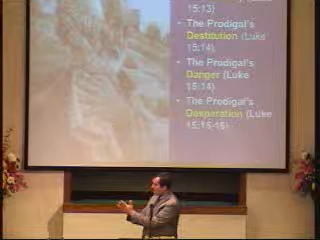 15:13)
• The Prodigal's
Destitution (Luke
15:14)
• The Prodigal's
Danger (Luke
15:14)
• The Prodigal's
Desperation (Luke
15:15-16)